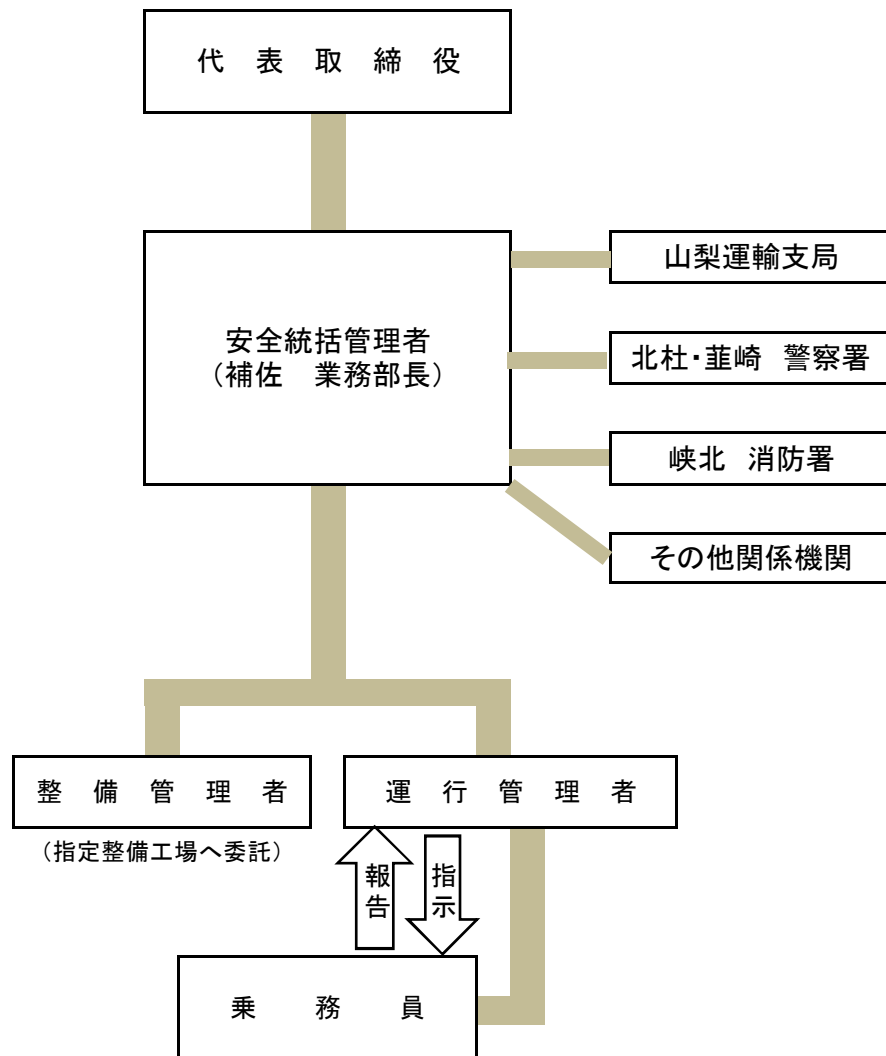 代　表　取　締　役
安全統括管理者
（補佐　業務部長）
山梨運輸支局
北杜・韮崎　警察署
峡北　消防署
その他関係機関
整　備　管　理　者
（指定整備工場へ委託）
運　行　管　理　者
報告
指示
乗　務　員